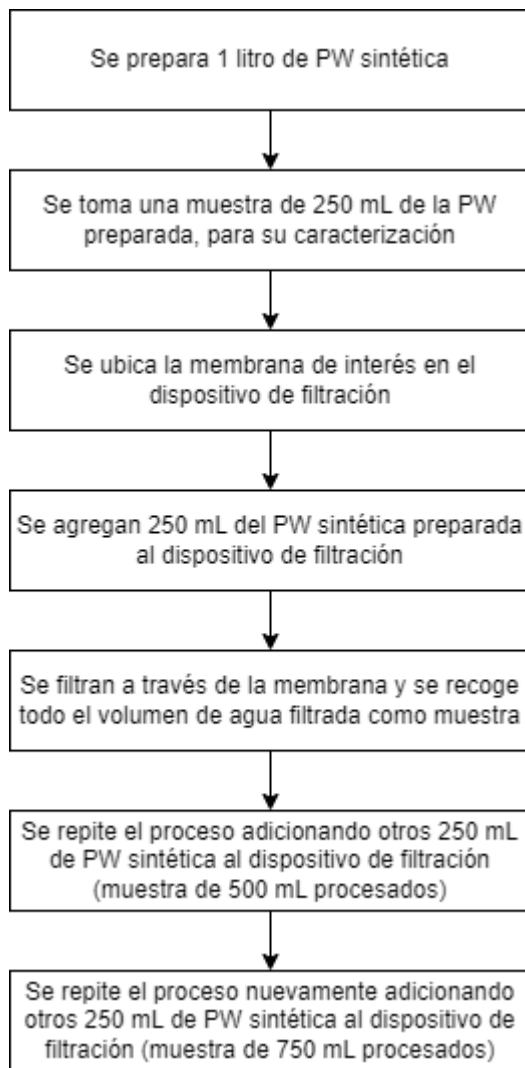 Se prepara 1 litro de PW sintética
Se toma una muestra de 250 mL de la PW
preparada, para su caracterización
Se ubica la membrana de interés en el
dispositivo de filtración
Se agregan 250 mL del PW sintética preparada
al dispositivo de filtración
Se filtran a través de la membrana y se recoge
todo el volumen de agua filtrada como muestra
Se repite el proceso adicionando otros 250 mL
de PW sintética al dispositivo de filtración
(muestra de 500 mL procesados)
Se repite el proceso nuevamente adicionando
otros 250 mL de PW sintética al dispositivo de
filtración (muestra de 750 mL procesados)